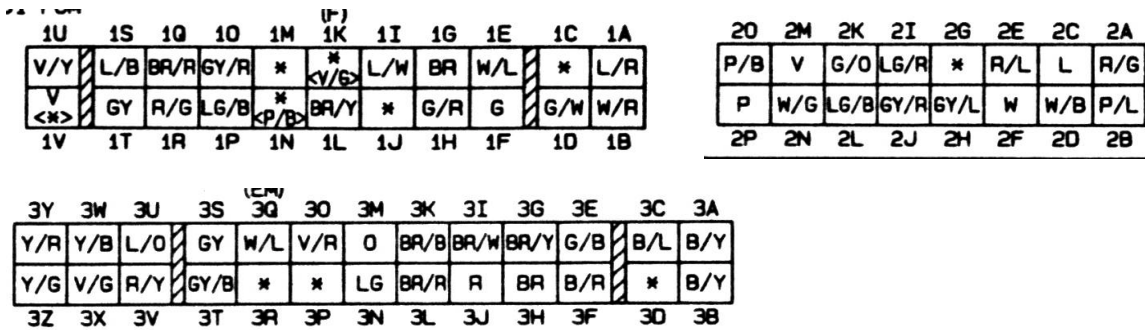 (F)
1U 1S 1Q 1O 1M 1K 1I 1G 1E 1C 1A
V/Y L/B BR/R GY/R * * <V/G> L/W BR W/L * L/R
V <*> GY R/G LG/B * <P/B> BR/Y * G/R G G/W W/R
1V 1T 1R 1P 1N 1L 1J 1H 1F 1D 1B
2O 2M 2K 2I 2G 2E 2C 2A
P/B V G/O LG/R * R/L L R/G
P W/G LG/B GY/R GY/L W W/B P/L
2P 2N 2L 2J 2H 2F 2D 2B
(EM)
3Y 3W 3U 3S 3Q 3O 3M 3K 3I 3G 3E 3C 3A
Y/R Y/B L/O GY W/L V/R O BR/B BR/W BR/Y G/B B/L B/Y
Y/G V/G R/Y GY/B * * LG BR/R R BR B/R * B/Y
3Z 3X 3V 3T 3R 3P 3N 3L 3J 3H 3F 3D 3B